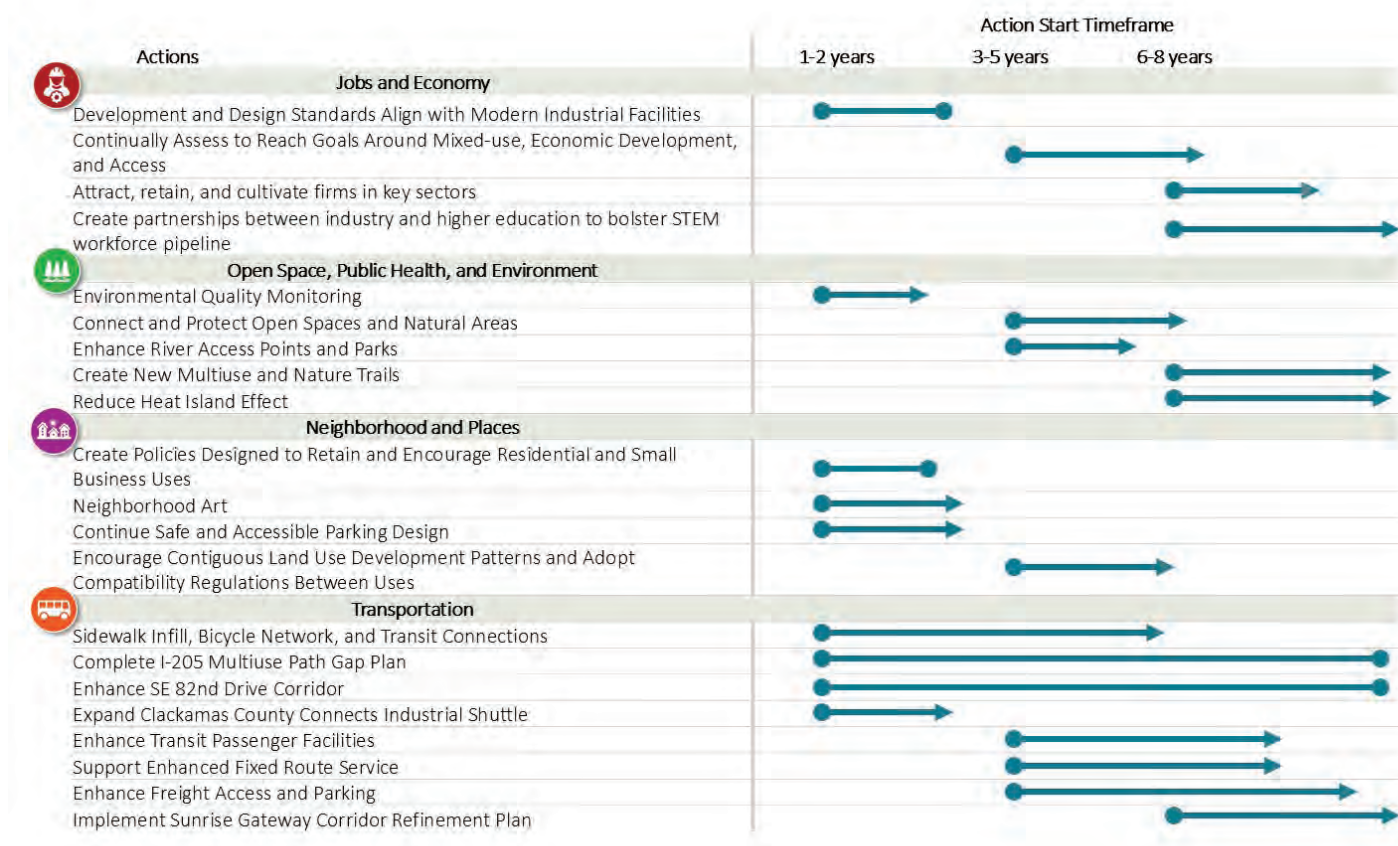 Action Start Timeframe
Actions 1-2 years 3-5 years 6-8 years
Jobs and Economy
Development and Design Standards Align with Modern Industrial Facilities
Continually Assess to Reach Goals Around Mixed-use, Economic Development,
and Access
Attract, retain, and cultivate firms in key sectors
Create partnerships between industry and higher education to bolster STEM
workforce pipeline
Open Space, Public Health, and Environment
Environmental Quality Monitoring
Connect and Protect Open Spaces and Natural Areas
Enhance River Access Points and Parks
Create New Multiuse and Nature Trails
Reduce Heat Island Effect
Neighborhood and Places
Create Policies Designed to Retain and Encourage Residential and Small
Business Uses
Neighborhood Art
Continue Safe and Accessible Parking Design
Encourage Contiguous Land Use Development Patterns and Adopt
Compatibility Regulations Between Uses
Transportation
Sidewalk Infill, Bicycle Network, and Transit Connections
Complete I-205 Multiuse Path Gap Plan
Enhance SE 82nd Drive Corridor
Expand Clackamas County Connects Industrial Shuttle
Enhance Transit Passenger Facilities
Support Enhanced Fixed Route Service
Enhance Freight Access and Parking
Implement Sunrise Gateway Corridor Refinement Plan